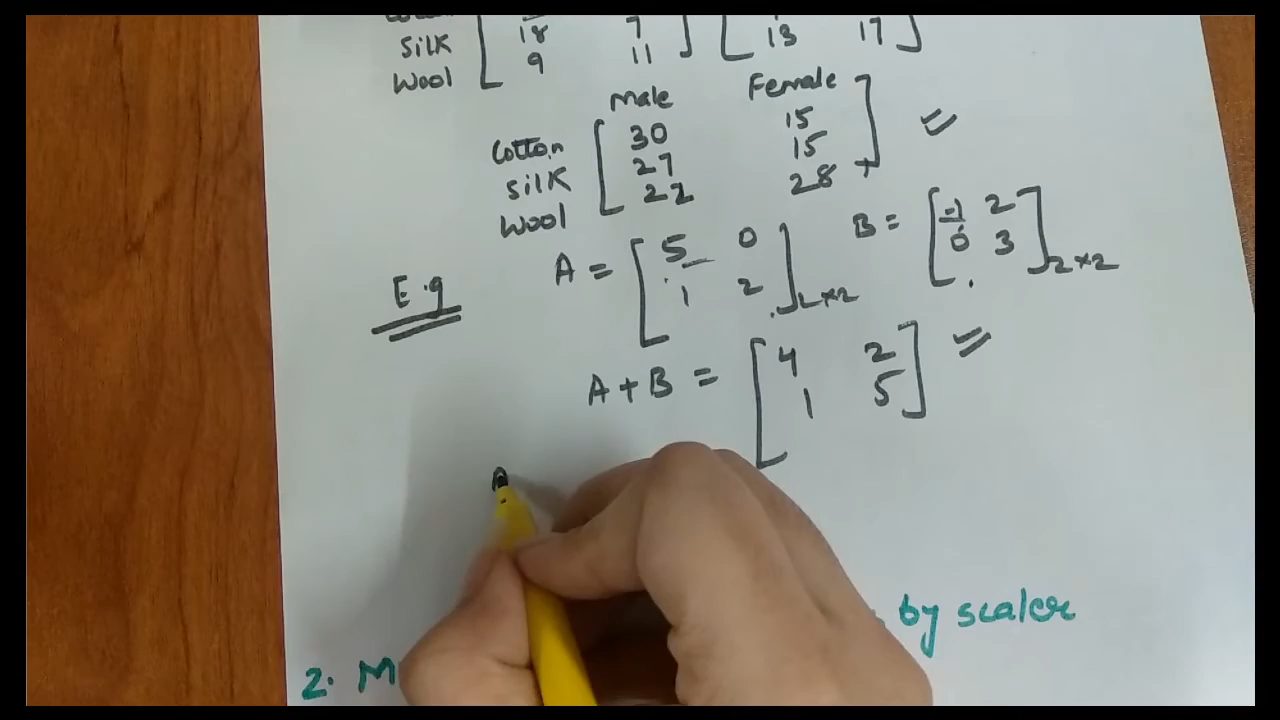 18 7
Silk 13 17
Wool 9 11
Male Female
Cotton 30 15
Silk 27 15
Wool 22 28
E.g A = [ 5 0 B = [ -1 2
1 2 ] 2×2 0 3 ] 2×2
A + B = [ 4 2
1 5 ]
by scaler
2. M